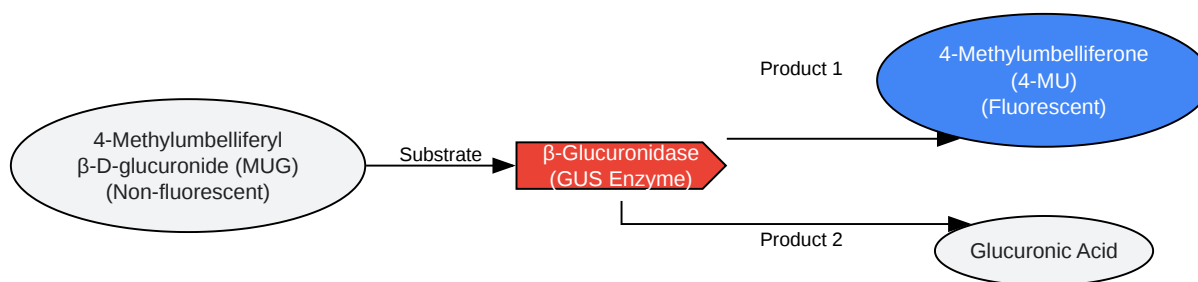 4-Methylumbelliferyl
β-D-glucuronide (MUG)
(Non-fluorescent)
Substrate
β-Glucuronidase
(GUS Enzyme)
Product 1
4-Methylumbelliferone
(4-MU)
(Fluorescent)
Product 2
Glucuronic Acid